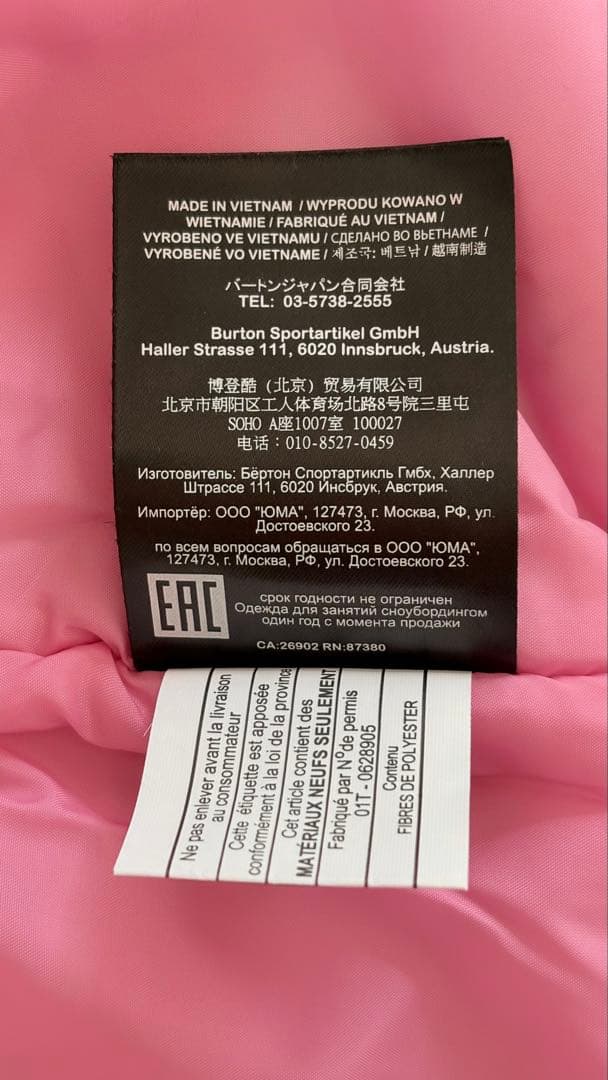 MADE IN VIETNAM / WYPRODU KOWANO W
WIETNAMIE / FABRIQUÉ AU VIETNAM /
VYROBENO VE VIETNAMU / СДЕЛАНО ВО ВЬЕТНАМЕ /
VYROBENÉ VO VIETNAME / 제조국: 베트남 / 越南制造
バートンジャパン合同会社
TEL: 03-5738-2555
Burton Sportartikel GmbH
Haller Strasse 111, 6020 Innsbruck, Austria.
博登酷（北京）贸易有限公司
北京市朝阳区工人体育场北路8号院三里屯
SOHO A座1007室 100027
电话：010-8527-0459
Изготовитель: Бёртон Спортартикль Гмбх, Халлер
Штрассе 111, 6020 Инсбрук, Австрия.
Импортёр: ООО "ЮМА", 127473, г. Москва, РФ, ул.
Достоевского 23.
по всем вопросам обращаться в ООО "ЮМА",
127473, г. Москва, РФ, ул. Достоевского 23.
EAC
срок годности не ограничен
Одежда для занятий сноубордингом
один год с момента продажи
CA:26902 RN:87380
Ne pas enlever avant la livraison
au consommateur
Cette étiquette est apposée
conformément à la loi de la province
Cet article contient des
MATÉRIAUX NEUFS SEULEMENT
Fabriqué par N°de permis
01T - 0628905
Contenu
FIBRES DE POLYESTER